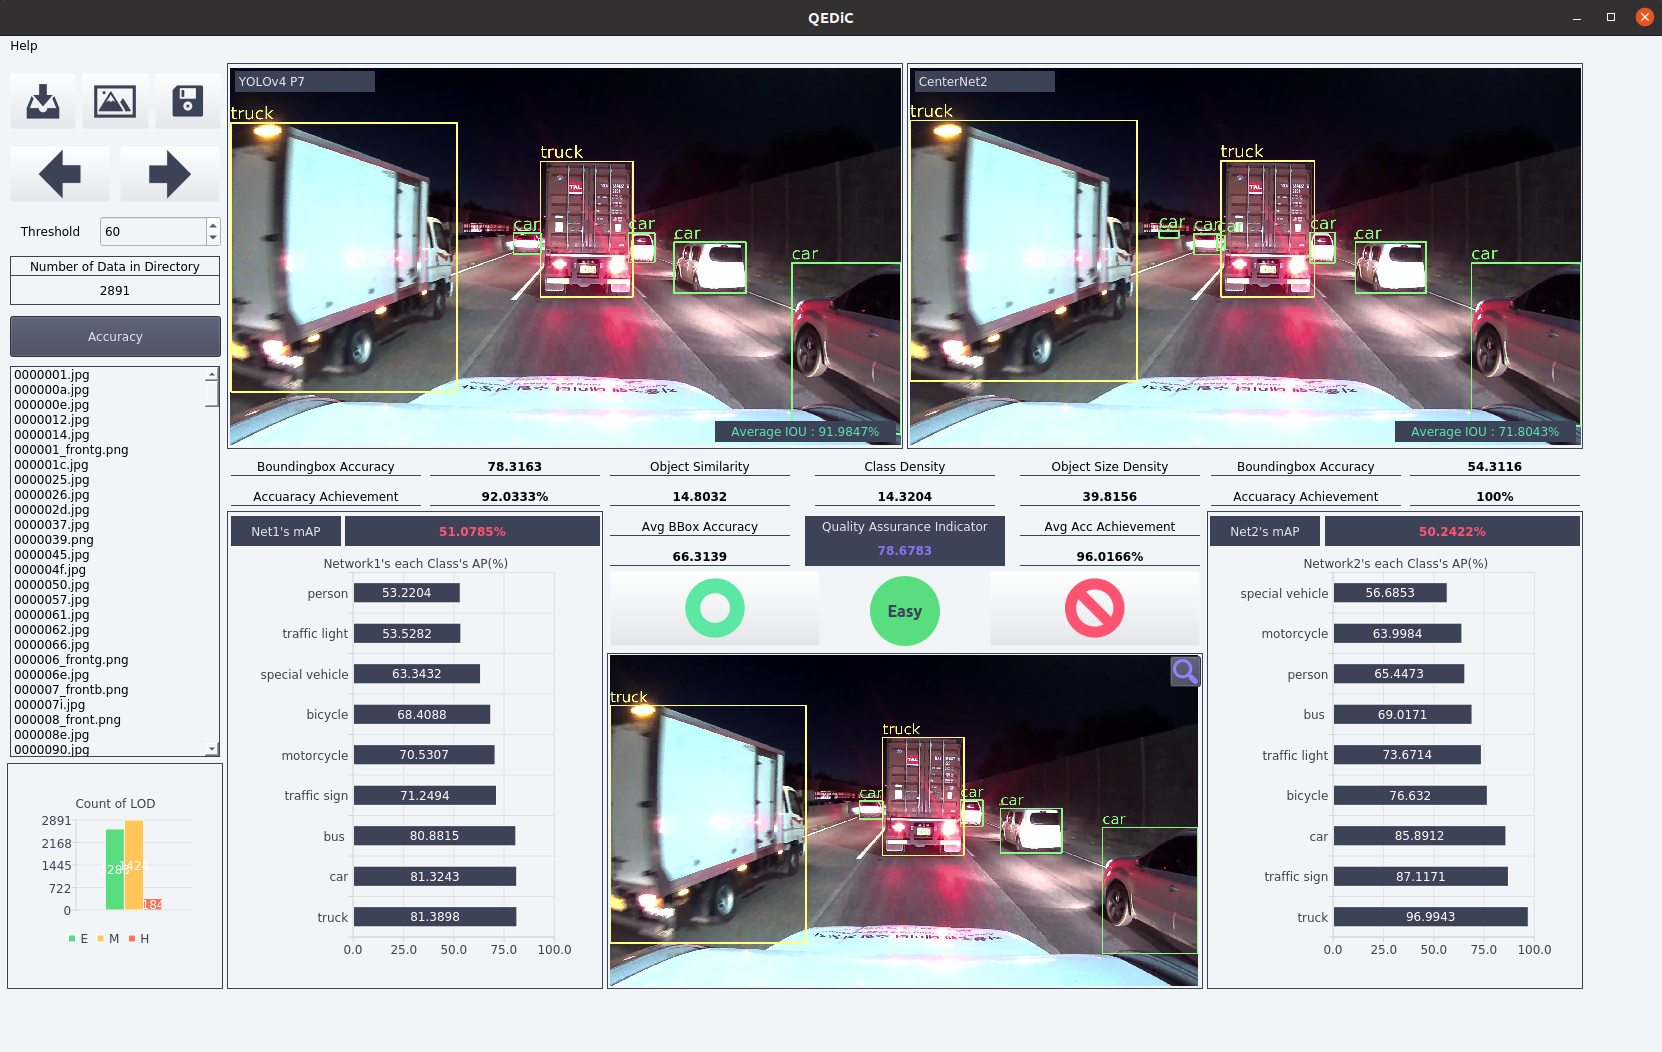 QEDiC
Help
Threshold 60
Number of Data in Directory
2891
Accuracy
0000001.jpg
000000a.jpg
000000e.jpg
0000012.jpg
0000014.jpg
000001_frontg.png
000001c.jpg
0000025.jpg
0000026.jpg
000002d.jpg
0000037.jpg
0000039.png
0000045.jpg
000004f.jpg
0000050.jpg
0000057.jpg
0000061.jpg
0000062.jpg
0000066.jpg
000006_frontg.png
000006e.jpg
000007_frontb.png
000007i.jpg
000008_front.png
000008e.jpg
0000090.jpg
Count of LOD
2891
2168
1445
722
0
1424
184
E M H
YOLOv4 P7
truck
truck
car
car
car
car
TAL
Average IOU : 91.9847%
CenterNet2
truck
truck
car
car
car
car
car
car
TAL
Average IOU : 71.8043%
Boundingbox Accuracy 78.3163
Accuaracy Achievement 92.0333%
Object Similarity
14.8032
Class Density
14.3204
Object Size Density
39.8156
Boundingbox Accuracy 54.3116
Accuaracy Achievement 100%
Net1's mAP 51.0785%
Network1's each Class's AP(%)
person 53.2204
traffic light 53.5282
special vehicle 63.3432
bicycle 68.4088
motorcycle 70.5307
traffic sign 71.2494
bus 80.8815
car 81.3243
truck 81.3898
0.0 25.0 50.0 75.0 100.0
Avg BBox Accuracy
66.3139
Quality Assurance Indicator
78.6783
Avg Acc Achievement
96.0166%
Easy
truck
truck
car
car
car
car
TAL
Net2's mAP 50.2422%
Network2's each Class's AP(%)
special vehicle 56.6853
motorcycle 63.9984
person 65.4473
bus 69.0171
traffic light 73.6714
bicycle 76.632
car 85.8912
traffic sign 87.1171
truck 96.9943
0.0 25.0 50.0 75.0 100.0